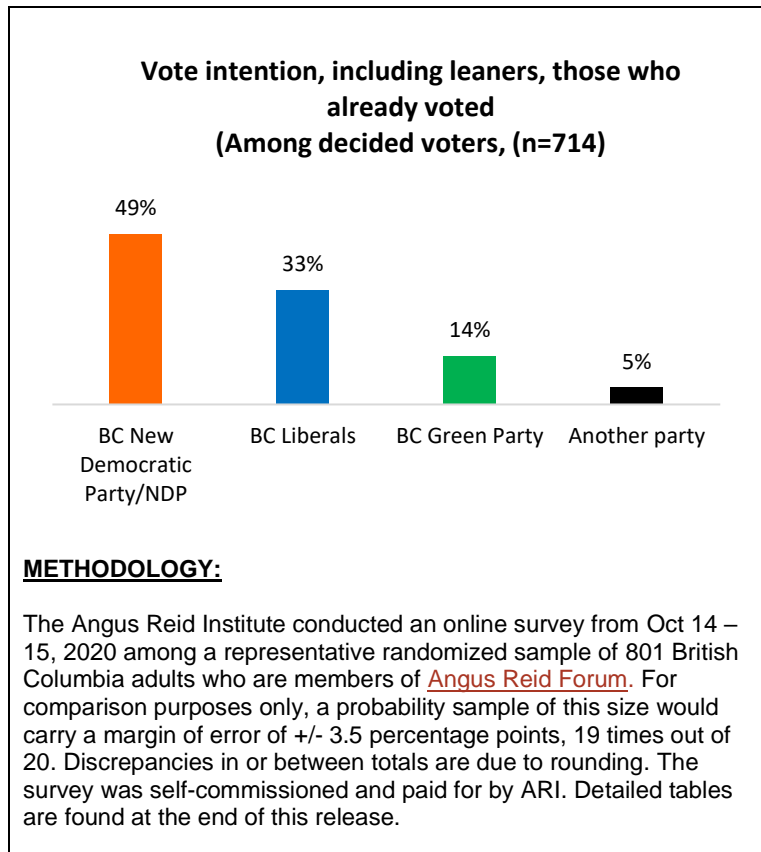 Vote intention, including leaners, those who
already voted
(Among decided voters, (n=714)
49%
33%
14%
5%
BC New
Democratic
Party/NDP
BC Liberals
BC Green Party
Another party
METHODOLOGY:
The Angus Reid Institute conducted an online survey from Oct 14 –
15, 2020 among a representative randomized sample of 801 British
Columbia adults who are members of Angus Reid Forum. For
comparison purposes only, a probability sample of this size would
carry a margin of error of +/- 3.5 percentage points, 19 times out of
20. Discrepancies in or between totals are due to rounding. The
survey was self-commissioned and paid for by ARI. Detailed tables
are found at the end of this release.